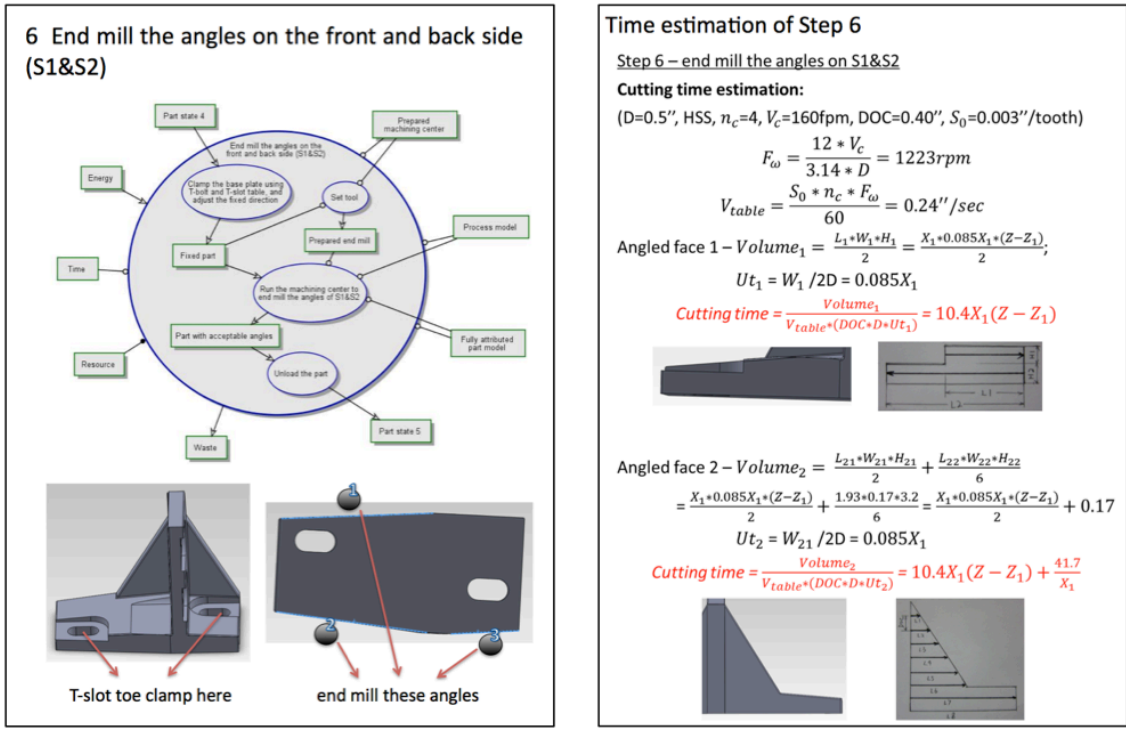 6 End mill the angles on the front and back side
(S1&S2)
Part state 4
Prepared
machining center
End mill the angles on the
front and back side (S1&S2)
Energy
Clamp the base plate using
T-bolt and T-slot table, and
adjust the fixed direction
Set tool
Process model
Prepared end mill
Fixed part
Time
Run the machining center to
end mill the angles of S1&S2
Part with acceptable angles
Fully attributed
part model
Resource
Unload the part
Part state 5
Waste
1
2
3
T-slot toe clamp here
end mill these angles
Time estimation of Step 6
Step 6 – end mill the angles on S1&S2
Cutting time estimation:
(D=0.5’’, HSS, n_c=4, V_c=160fpm, DOC=0.40’’, S_0=0.003’’/tooth)
F_ω = (12 * V_c) / (3.14 * D) = 1223rpm
V_table = (S_0 * n_c * F_ω) / 60 = 0.24’’/sec
Angled face 1 – Volume_1 = (L_1*W_1*H_1) / 2 = (X_1*0.085X_1*(Z−Z_1)) / 2;
Ut_1 = W_1 /2D = 0.085X_1
Cutting time = Volume_1 / (V_table*(DOC*D*Ut_1) = 10.4X_1(Z − Z_1)
L1
L2
Angled face 2 – Volume_2 = (L_21*W_21*H_21) / 2 + (L_22*W_22*H_22) / 6
= (X_1*0.085X_1*(Z−Z_1)) / 2 + (1.93*0.17*3.2) / 6 = (X_1*0.085X_1*(Z−Z_1)) / 2 + 0.17
Ut_2 = W_21 /2D = 0.085X_1
Cutting time = Volume_2 / (V_table*(DOC*D*Ut_2) = 10.4X_1(Z − Z_1) + 41.7 / X_1
L4
L5
L6
L7